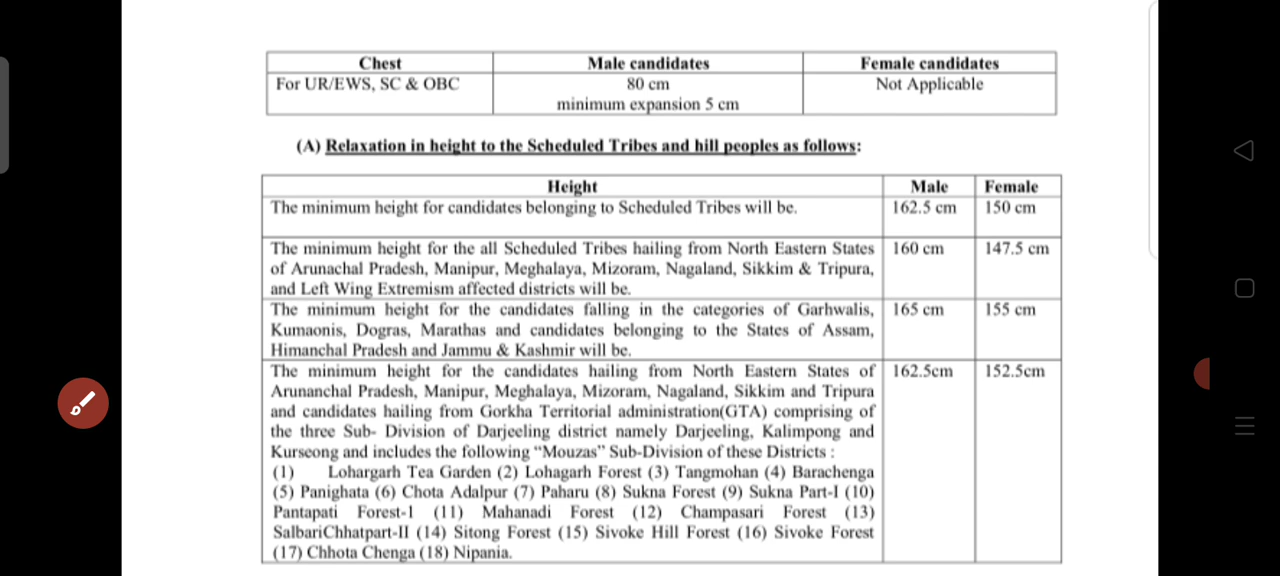 Chest Male candidates Female candidates
For UR/EWS, SC & OBC 80 cm Not Applicable
minimum expansion 5 cm
(A) Relaxation in height to the Scheduled Tribes and hill peoples as follows:
Height Male Female
The minimum height for candidates belonging to Scheduled Tribes will be. 162.5 cm 150 cm
The minimum height for the all Scheduled Tribes hailing from North Eastern States 160 cm 147.5 cm
of Arunachal Pradesh, Manipur, Meghalaya, Mizoram, Nagaland, Sikkim & Tripura,
and Left Wing Extremism affected districts will be.
The minimum height for the candidates falling in the categories of Garhwalis, 165 cm 155 cm
Kumaonis, Dogras, Marathas and candidates belonging to the States of Assam,
Himanchal Pradesh and Jammu & Kashmir will be.
The minimum height for the candidates hailing from North Eastern States of 162.5cm 152.5cm
Arunanchal Pradesh, Manipur, Meghalaya, Mizoram, Nagaland, Sikkim and Tripura
and candidates hailing from Gorkha Territorial administration(GTA) comprising of
the three Sub- Division of Darjeeling district namely Darjeeling, Kalimpong and
Kurseong and includes the following “Mouzas” Sub-Division of these Districts :
(1) Lohargarh Tea Garden (2) Lohagarh Forest (3) Tangmohan (4) Barachenga
(5) Panighata (6) Chota Adalpur (7) Paharu (8) Sukna Forest (9) Sukna Part-I (10)
Pantapati Forest-1 (11) Mahanadi Forest (12) Champasari Forest (13)
SalbariChhatpart-II (14) Sitong Forest (15) Sivoke Hill Forest (16) Sivoke Forest
(17) Chhota Chenga (18) Nipania.